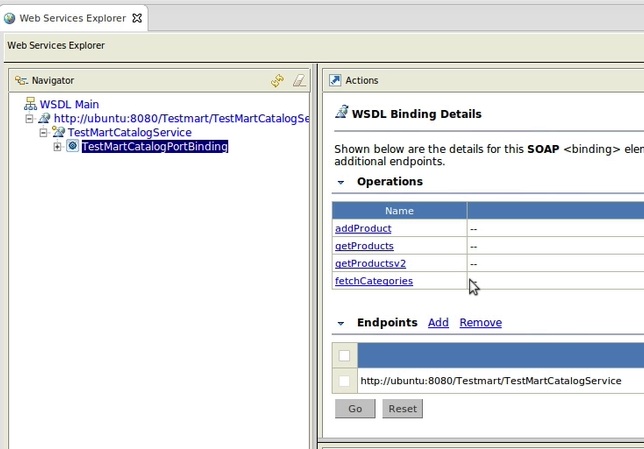 Web Services Explorer
Web Services Explorer
Navigator
WSDL Main
http://ubuntu:8080/Testmart/TestMartCatalogSe
TestMartCatalogService
TestMartCatalogPortBinding
Actions
WSDL Binding Details
Shown below are the details for this SOAP <binding> elen
additional endpoints.
Operations
Name
addProduct --
getProducts --
getProductsv2 --
fetchCategories
Endpoints Add Remove
http://ubuntu:8080/Testmart/TestMartCatalogService
Go Reset